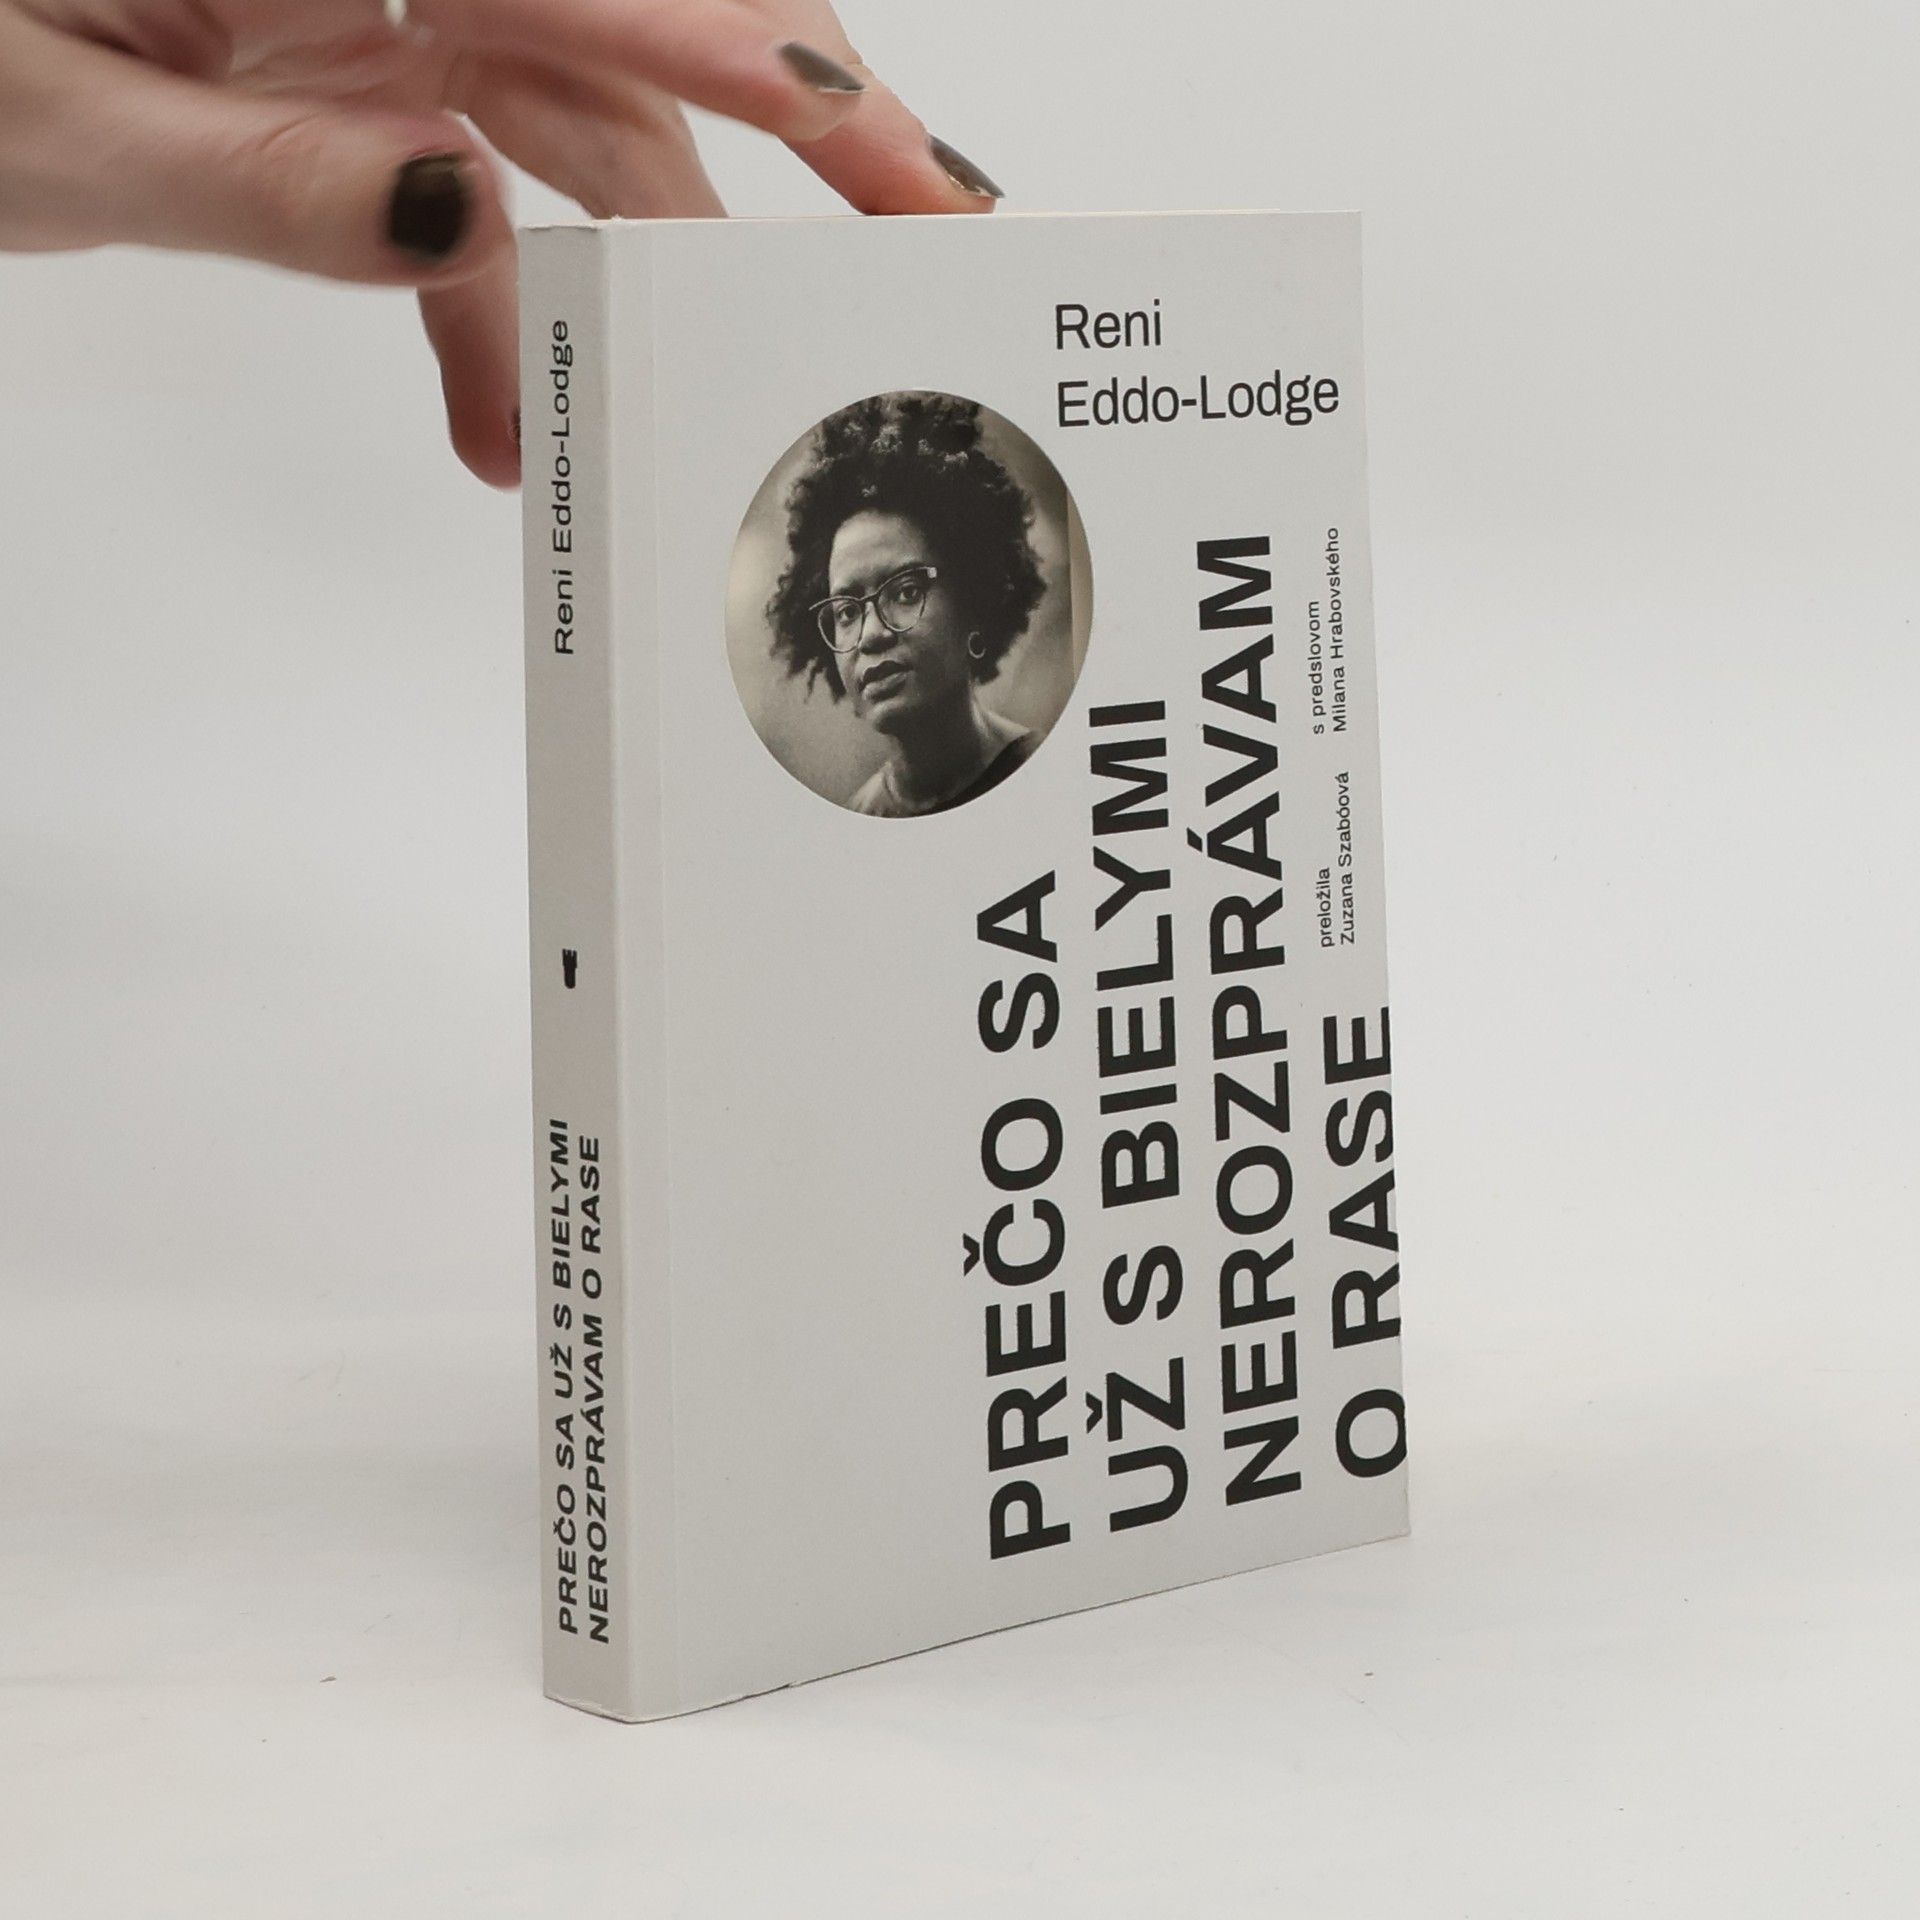 Reni Eddo-Lodge
PREČO SA UŽ S BIELYMI
NEROZPRÁVAM O RASE
Reni
Eddo-Lodge
PREČO SA
UŽ S BIELYMI
NEROZPRÁVAM
O RASE
preložila
Zuzana Szabóová
s predslovom
Milana Hrabovského